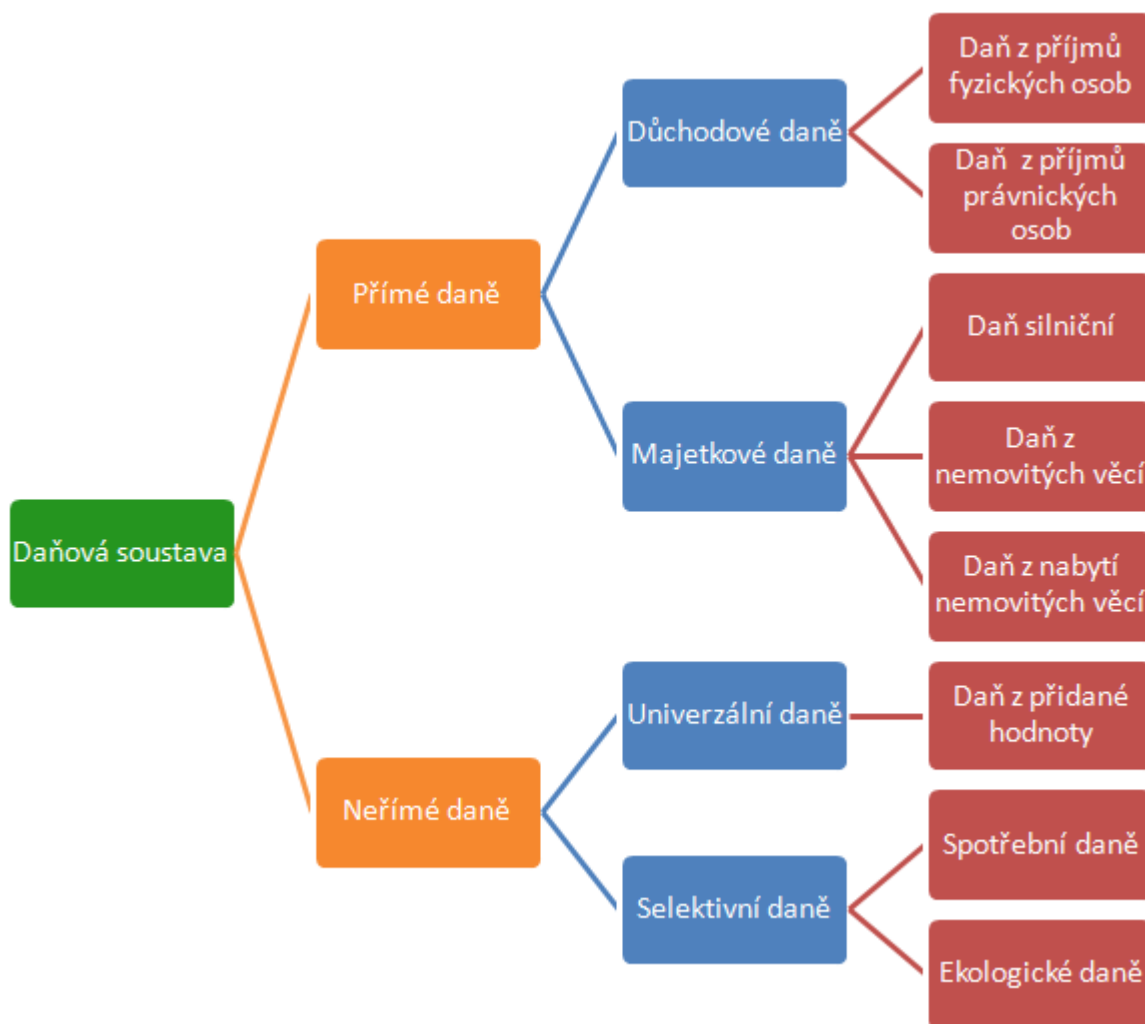 Daň z příjmů
fyzických osob
Důchodové daně
Daň  z příjmů
právnických
osob
Přímé daně
Daň silniční
Majetkové daně
Daň z
nemovitých věcí
Daňová soustava
Daň z nabytí
nemovitých věcí
Univerzální daně
Daň z přidané
hodnoty
Neřímé daně
Spotřební daně
Selektivní daně
Ekologické daně